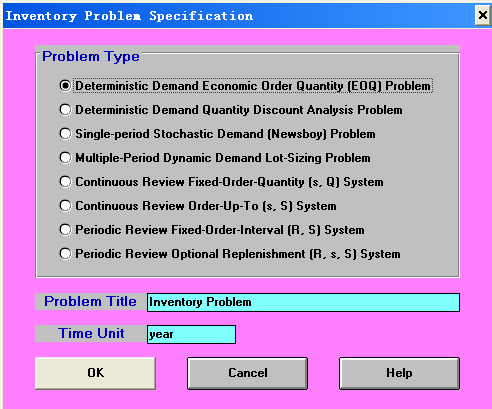 Inventory Problem Specification
Problem Type
Deterministic Demand Economic Order Quantity (EOQ) Problem
Deterministic Demand Quantity Discount Analysis Problem
Single-period Stochastic Demand (Newsboy) Problem
Multiple-Period Dynamic Demand Lot-Sizing Problem
Continuous Review Fixed-Order-Quantity (s, Q) System
Continuous Review Order-Up-To (s, S) System
Periodic Review Fixed-Order-Interval (R, S) System
Periodic Review Optional Replenishment (R, s, S) System
Problem Title Inventory Problem
Time Unit year
OK Cancel Help